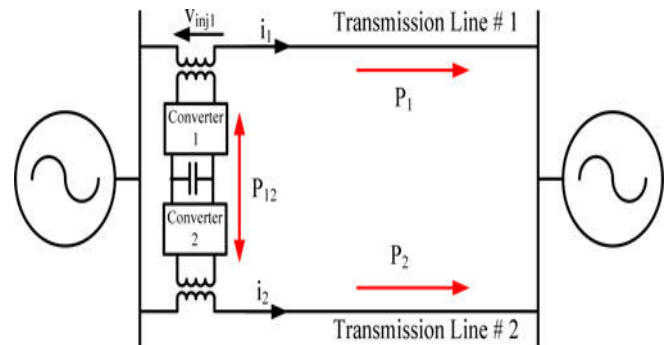 v_inj1
i_1
Transmission Line # 1
P_1
Converter
1
P_12
Converter
2
P_2
i_2
Transmission Line # 2